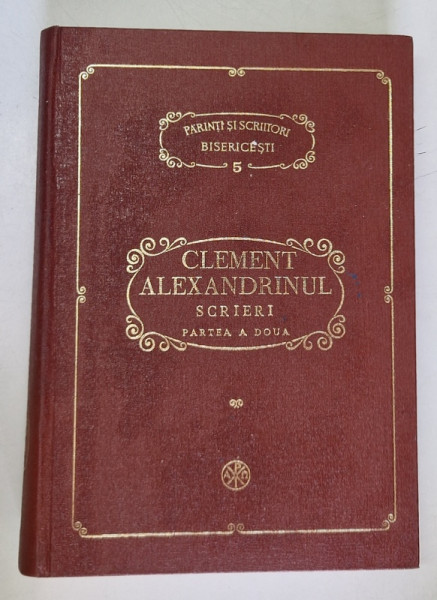 PĂRINȚI ȘI SCRIITORI
BISERICEȘTI
5
CLEMENT
ALEXANDRINUL
SCRIERI
PARTEA A DOUA